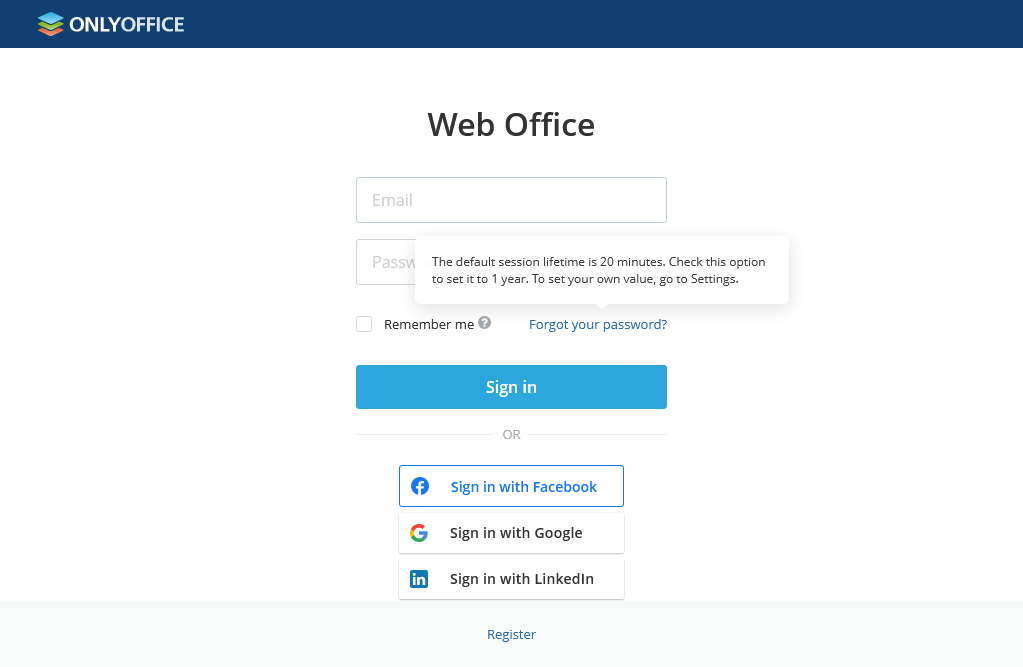 ONLYOFFICE
Web Office
Email
Passw
The default session lifetime is 20 minutes. Check this option
to set it to 1 year. To set your own value, go to Settings.
Remember me ? Forgot your password?
Sign in
OR
Sign in with Facebook
Sign in with Google
Sign in with LinkedIn
Register